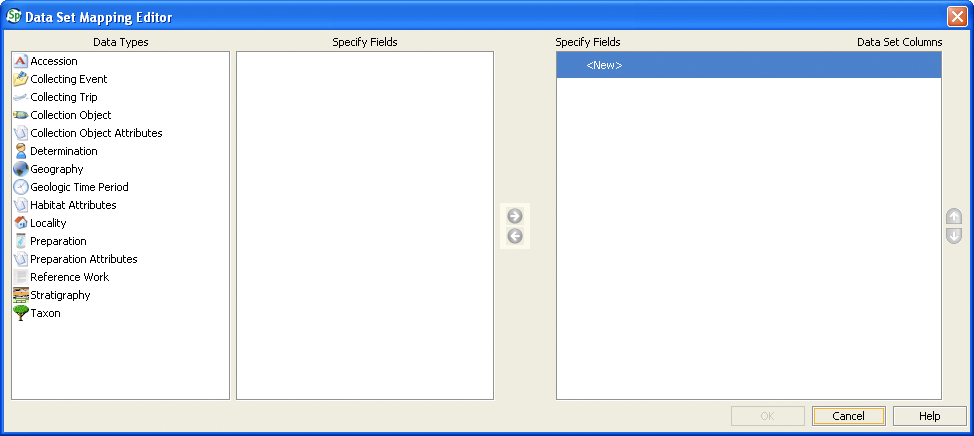 Data Set Mapping Editor
Data Types
Specify Fields
Specify Fields
Data Set Columns
Accession
Collecting Event
Collecting Trip
Collection Object
Collection Object Attributes
Determination
Geography
Geologic Time Period
Habitat Attributes
Locality
Preparation
Preparation Attributes
Reference Work
Stratigraphy
Taxon
<New>
OK
Cancel
Help